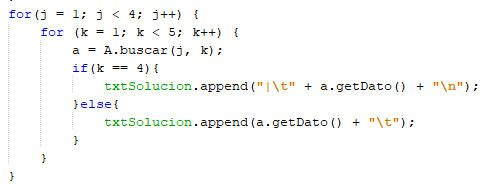 for(j = 1; j < 4; j++) {
    for (k = 1; k < 5; k++) {
        a = A.buscar(j, k);
        if(k == 4){
            txtSolucion.append("|\t" + a.getDato() + "\n");
        }else{
            txtSolucion.append(a.getDato() + "\t");
        }
    }
}